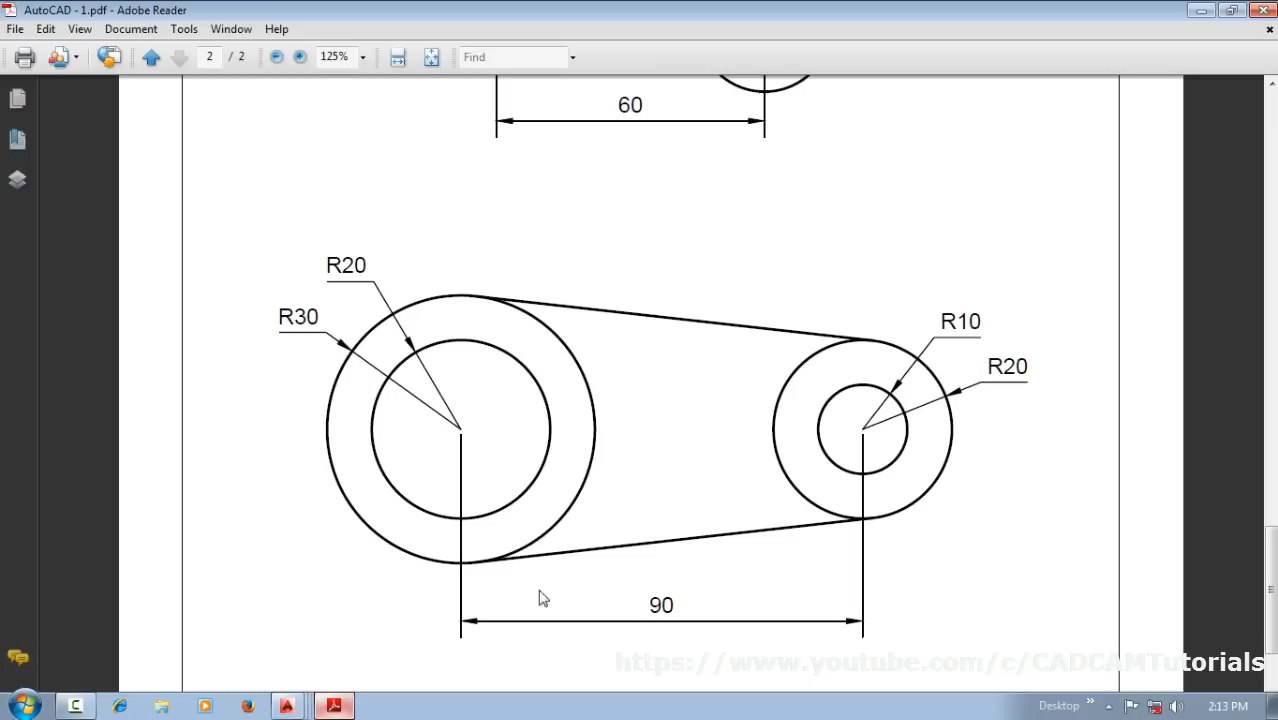 AutoCAD - 1.pdf - Adobe Reader
File Edit View Document Tools Window Help
2 / 2 125% Find
60
R20
R30
R10
R20
90
https://www.youtube.com/c/CADCAMTutorials
Desktop 2:13 PM